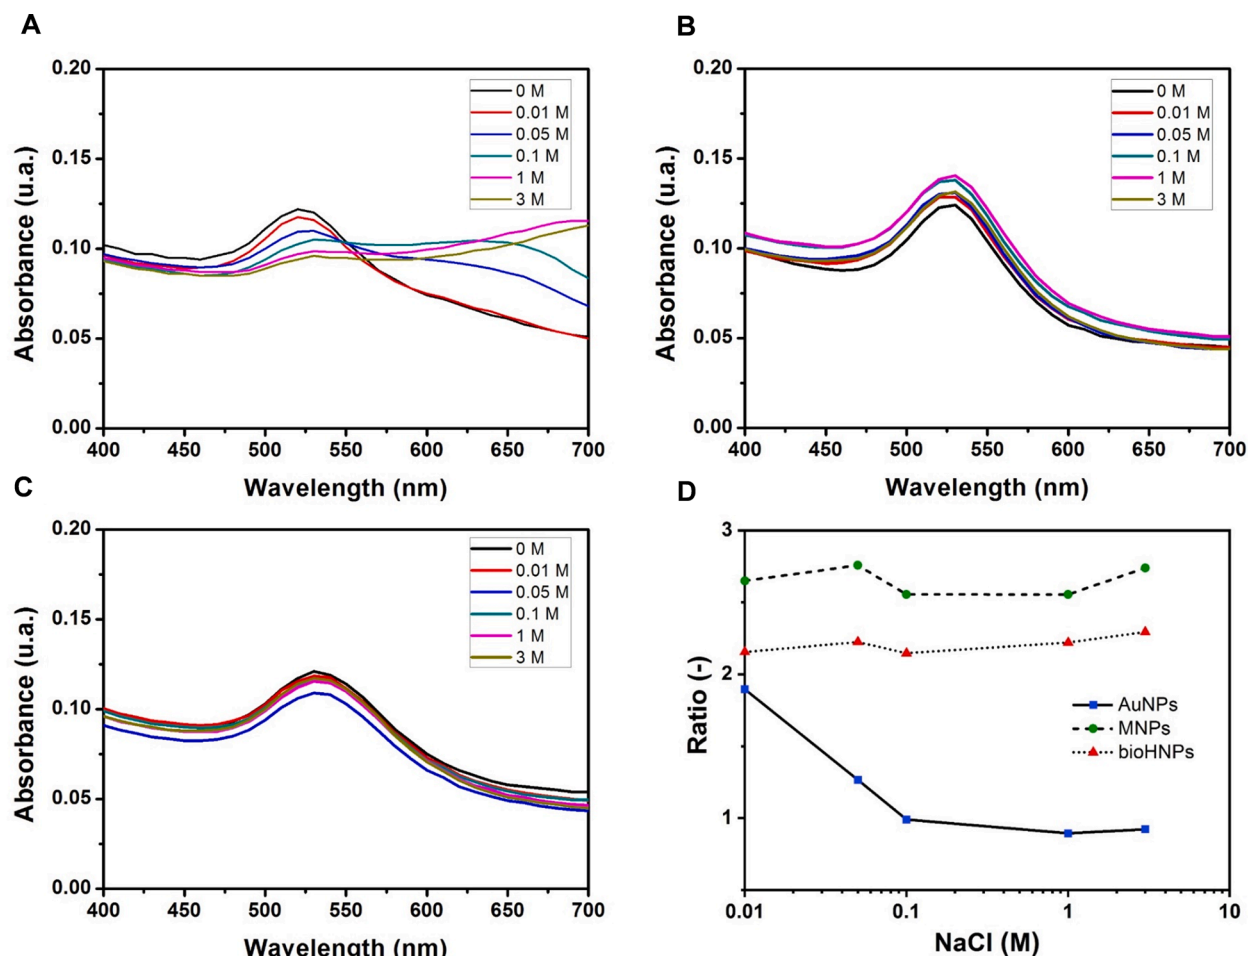 A
0.20
0.15
0.10
0.05
0.00
Absorbance (u.a.)
0 M
0.01 M
0.05 M
0.1 M
1 M
3 M
400 450 500 550 600 650 700
Wavelength (nm)
B
0.20
0.15
0.10
0.05
0.00
Absorbance (u.a.)
0 M
0.01 M
0.05 M
0.1 M
1 M
3 M
400 450 500 550 600 650 700
Wavelength (nm)
C
0.20
0.15
0.10
0.05
0.00
Absorbance (u.a.)
0 M
0.01 M
0.05 M
0.1 M
1 M
3 M
400 450 500 550 600 650 700
Wavelength (nm)
D
3
2
1
Ratio (-)
AuNPs
MNPs
bioHNPs
0.01 0.1 1 10
NaCl (M)